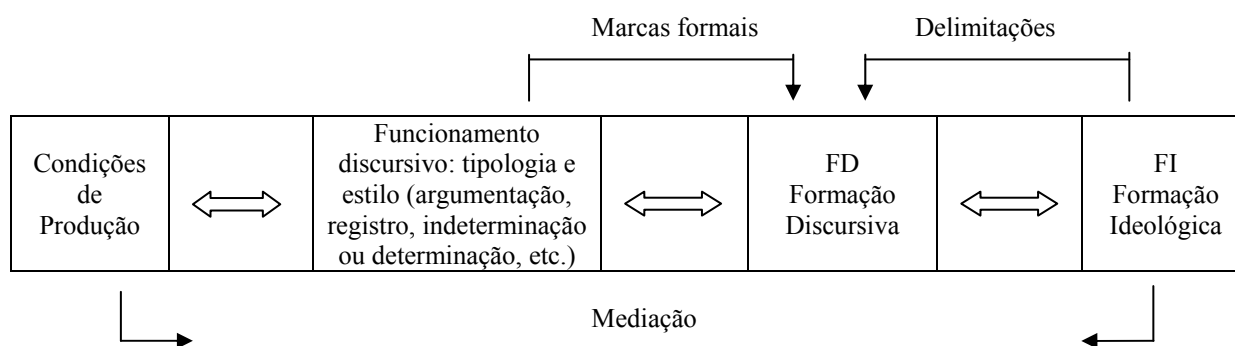 Marcas formais
Delimitações
Condições
de
Produção
Funcionamento
discursivo: tipologia e
estilo (argumentação,
registro, indeterminação
ou determinação, etc.)
FD
Formação
Discursiva
FI
Formação
Ideológica
Mediação